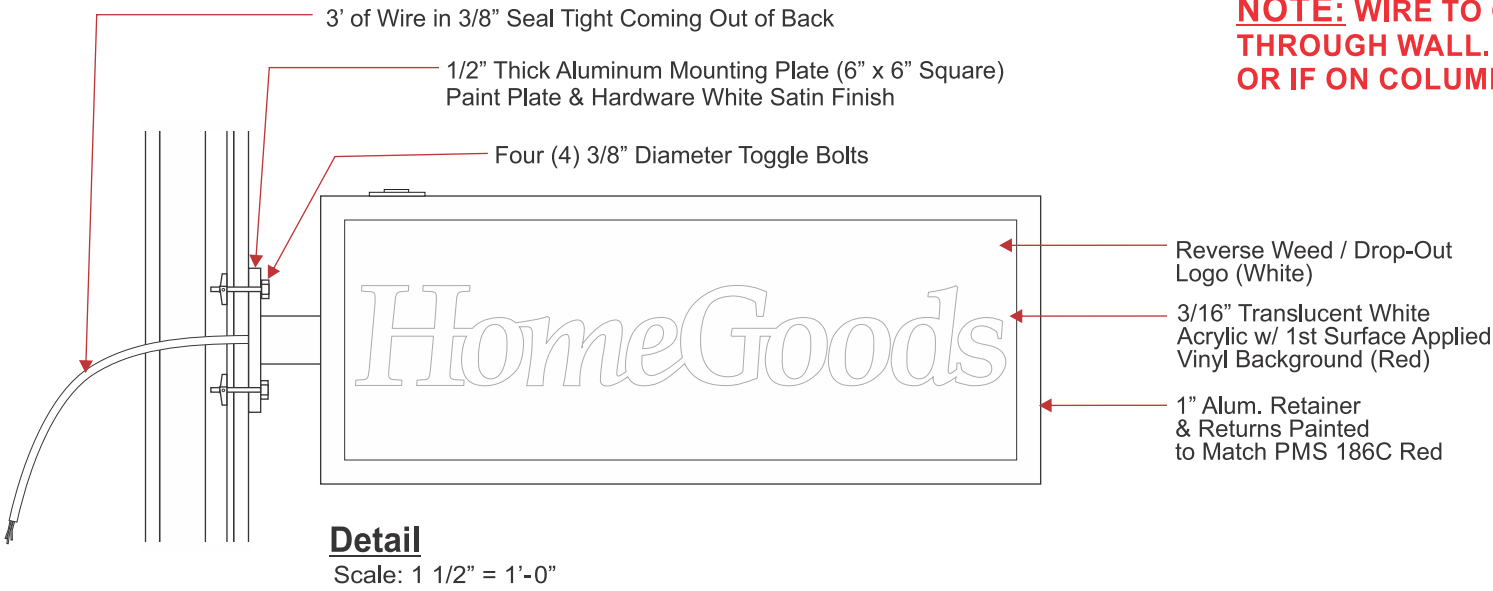 3’ of Wire in 3/8” Seal Tight Coming Out of Back
NOTE: WIRE TO
THROUGH WALL.
OR IF ON
1/2” Thick Aluminum Mounting Plate (6” x 6” Square)
Paint Plate & Hardware White Satin Finish
Four (4) 3/8” Diameter Toggle Bolts
HomeGoods
Reverse Weed / Drop-Out
Logo (White)
3/16” Translucent White
Acrylic w/ 1st Surface Applied
Vinyl Background (Red)
1” Alum. Retainer
& Returns Painted
to Match PMS 186C Red
Detail
Scale: 1 1/2” = 1’-0”